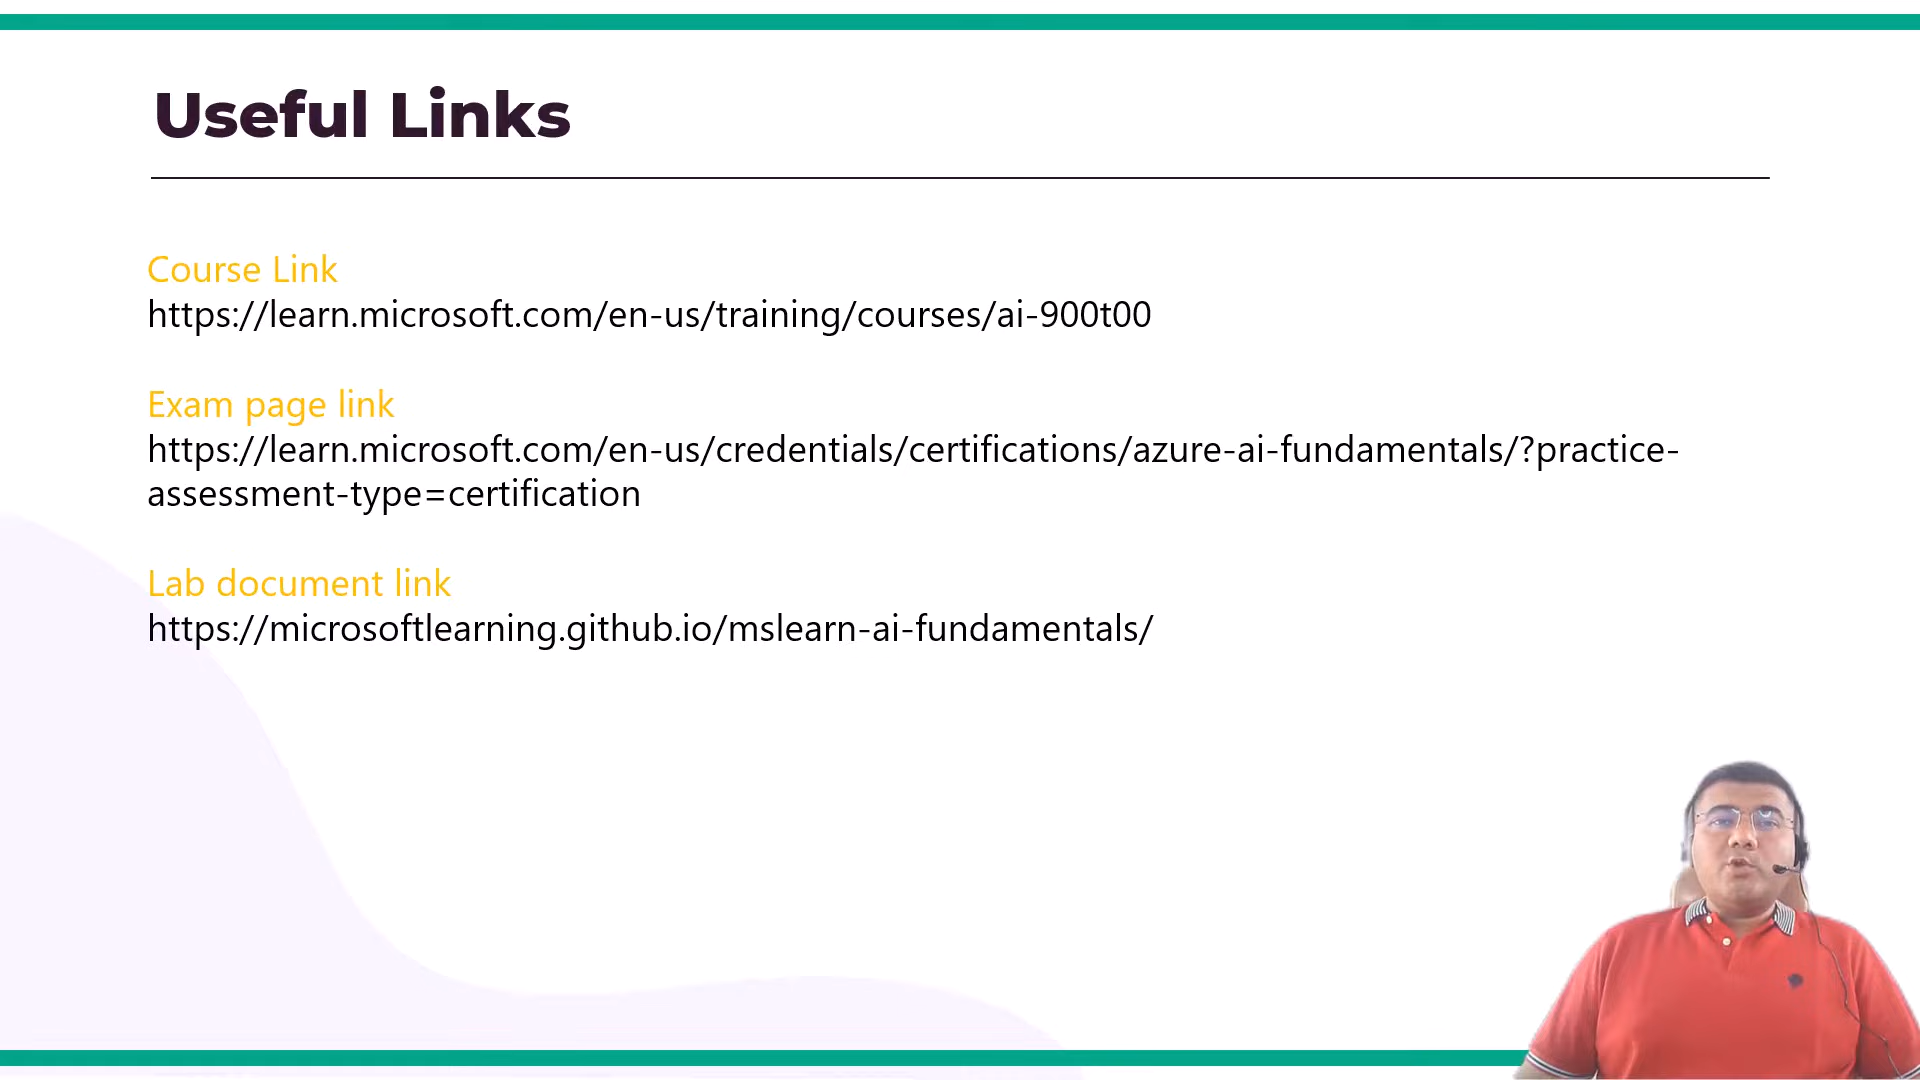 Useful Links
Course Link
https://learn.microsoft.com/en-us/training/courses/ai-900t00
Exam page link
https://learn.microsoft.com/en-us/credentials/certifications/azure-ai-fundamentals/?practice-
assessment-type=certification
Lab document link
https://microsoftlearning.github.io/mslearn-ai-fundamentals/